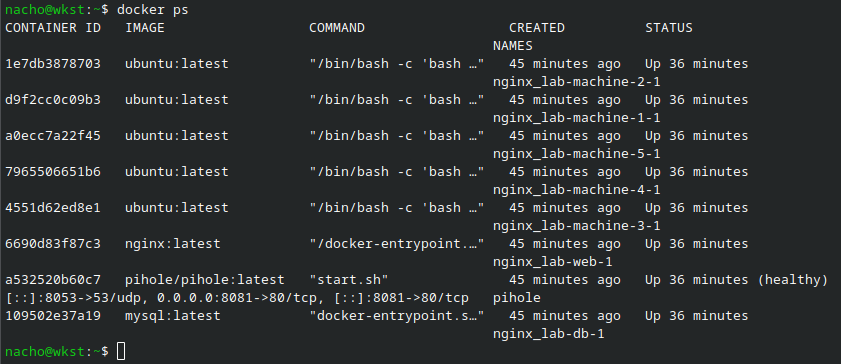 nacho@wkst:~$ docker ps
CONTAINER ID   IMAGE                  COMMAND                  CREATED          STATUS
                                                             NAMES
1e7db3878703   ubuntu:latest          "/bin/bash -c 'bash …"   45 minutes ago   Up 36 minutes
                                                             nginx_lab-machine-2-1
d9f2cc0c09b3   ubuntu:latest          "/bin/bash -c 'bash …"   45 minutes ago   Up 36 minutes
                                                             nginx_lab-machine-1-1
a0ecc7a22f45   ubuntu:latest          "/bin/bash -c 'bash …"   45 minutes ago   Up 36 minutes
                                                             nginx_lab-machine-5-1
7965506651b6   ubuntu:latest          "/bin/bash -c 'bash …"   45 minutes ago   Up 36 minutes
                                                             nginx_lab-machine-4-1
4551d62ed8e1   ubuntu:latest          "/bin/bash -c 'bash …"   45 minutes ago   Up 36 minutes
                                                             nginx_lab-machine-3-1
6690d83f87c3   nginx:latest           "/docker-entrypoint.…"   45 minutes ago   Up 36 minutes
                                                             nginx_lab-web-1
a532520b60c7   pihole/pihole:latest   "start.sh"               45 minutes ago   Up 36 minutes (healthy)
[::]:8053->53/udp, 0.0.0.0:8081->80/tcp, [::]:8081->80/tcp   pihole
109502e37a19   mysql:latest           "docker-entrypoint.s…"   45 minutes ago   Up 36 minutes
                                                             nginx_lab-db-1
nacho@wkst:~$